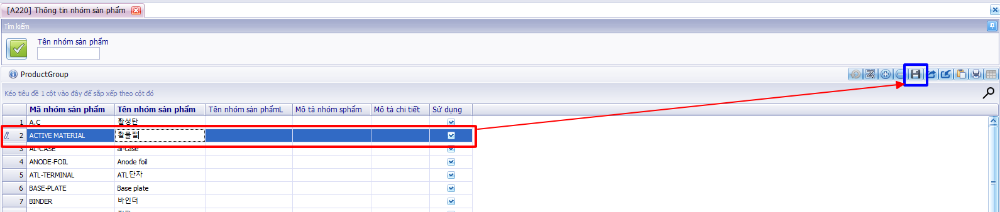 [A220] Thông tin nhóm sản phẩm
Tìm kiếm
Tên nhóm sản phẩm
ProductGroup
Kéo tiêu đề 1 cột vào đây để sắp xếp theo cột đó
Mã nhóm sản phẩm Tên nhóm sản phẩm Tên nhóm sản phẩmL Mô tả nhóm sphẩm Mô tả chi tiết Sử dụng
1 A.C 활성탄
2 ACTIVE MATERIAL 활물질
3 AL-CASE al-case
4 ANODE-FOIL Anode foil
5 ATL-TERMINAL ATL단자
6 BASE-PLATE Base plate
7 BINDER 바인더